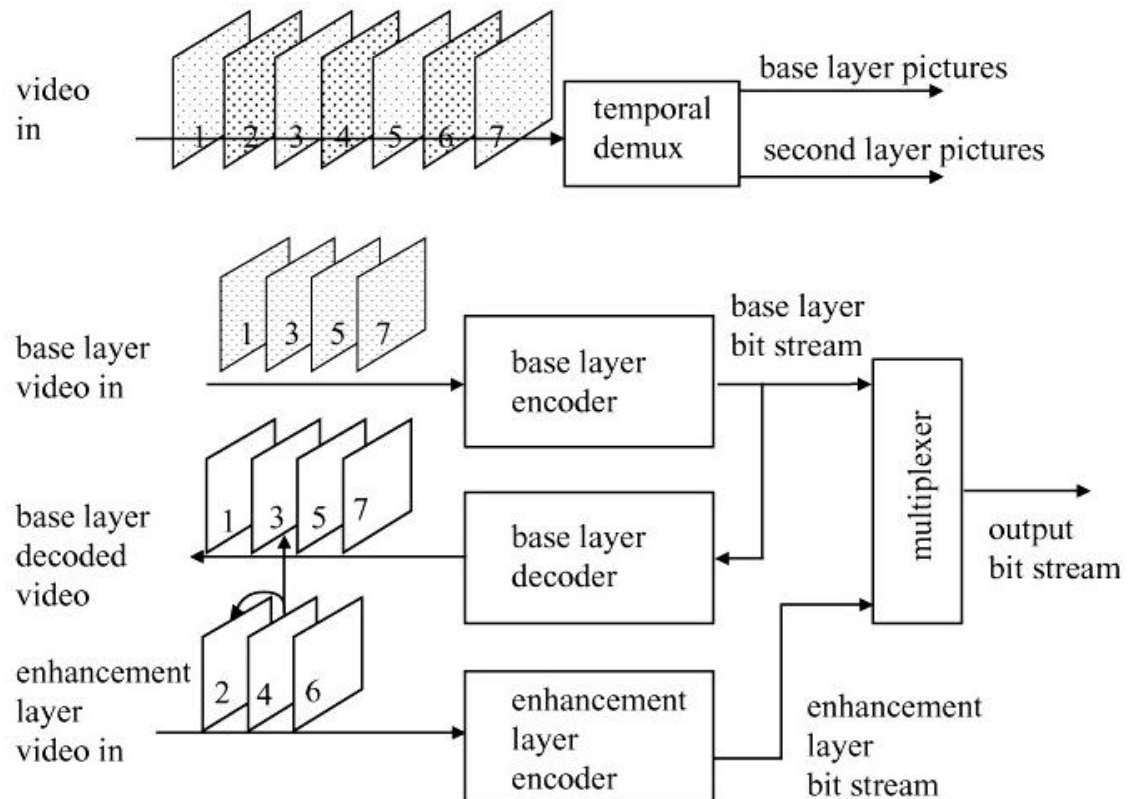 video
in
1 2 3 4 5 6 7
temporal
demux
base layer pictures
second layer pictures
1 3 5 7
base layer
video in
base layer
encoder
base layer
bit stream
multiplexer
output
bit stream
1 3 5 7
base layer
decoded
video
base layer
decoder
2 4 6
enhancement
layer
video in
enhancement
layer
encoder
enhancement
layer
bit stream